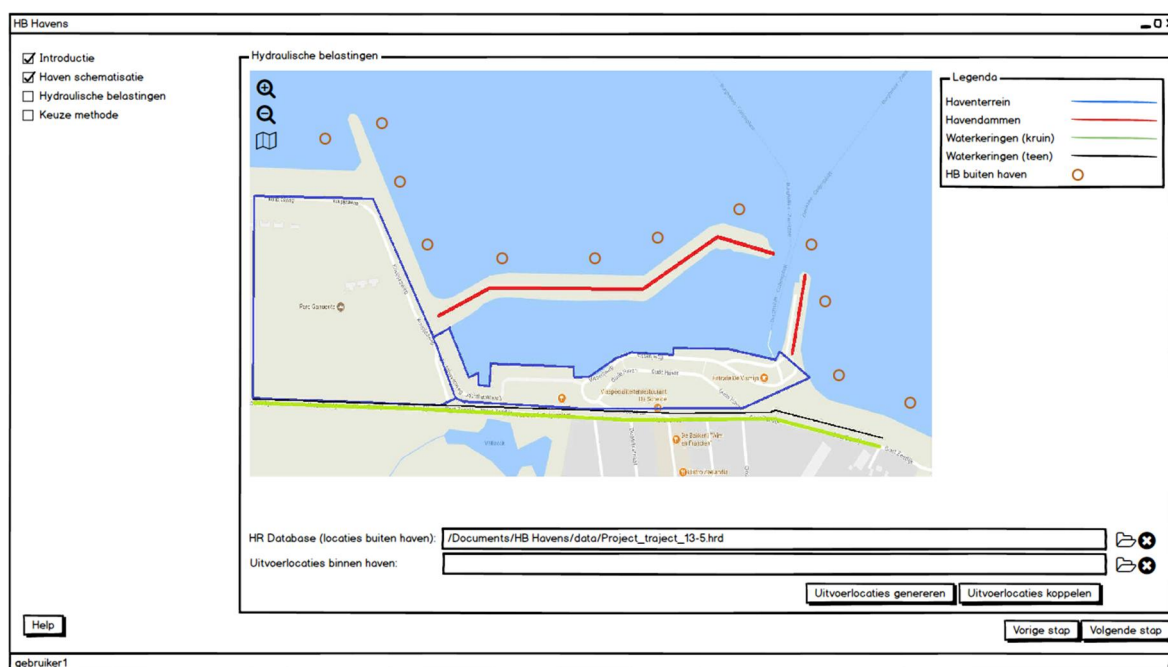 HB Havens
Introductie
Haven schematisatie
Hydraulische belastingen
Keuze methode
Hydraulische belastingen
Legenda
Haventerrein
Havendammen
Waterkeringen (kruin)
Waterkeringen (teen)
HB buiten haven
HR Database (locaties buiten haven):
/Documents/HB Havens/data/Project_traject_13-5.hrd
Uitvoerlocaties binnen haven:
Uitvoerlocaties genereren
Uitvoerlocaties koppelen
Help
Vorige stap
Volgende stap
gebruiker1